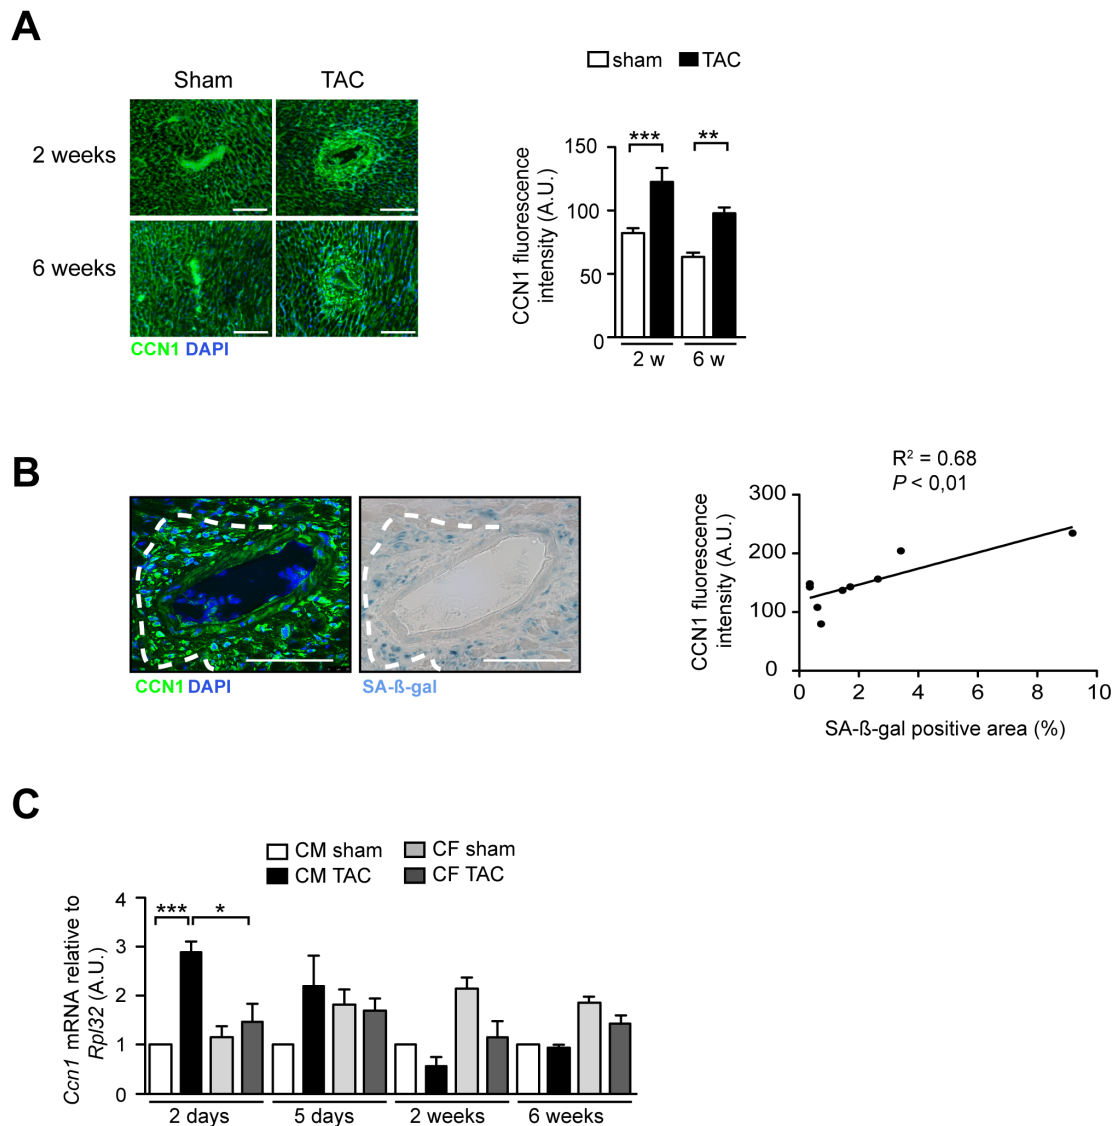 A
sham TAC
Sham TAC
2 weeks
6 weeks
CCN1 DAPI
CCN1 fluorescence
intensity (A.U.)
150
100
50
0
*** **
2 w 6 w
B
CCN1 DAPI
SA-ß-gal
R² = 0.68
P < 0,01
CCN1 fluorescence
intensity (A.U.)
300
200
100
0
0 2 4 6 8 10
SA-ß-gal positive area (%)
C
CM sham CF sham
CM TAC CF TAC
Ccn1 mRNA relative to
Rpl32 (A.U.)
4
3
2
1
0
*** *
2 days 5 days 2 weeks 6 weeks